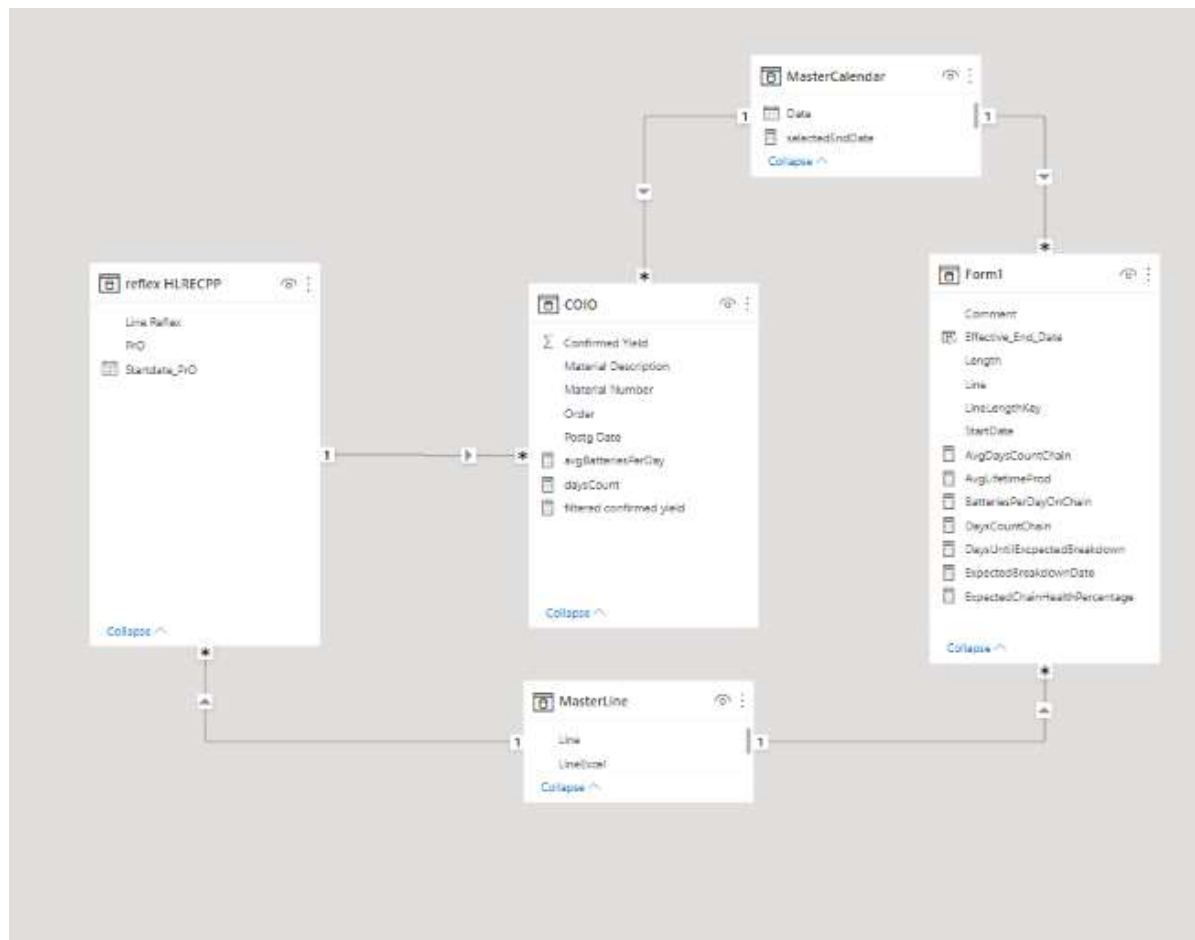 MasterCalendar
1
1
Data
selectedEndDate
Collapse
reflex HLRECPP
Line Reflex
PrO
Startdate_PrO
Collapse
*
1
*
*
COIO
Confirmed Yield
Material Description
Material Number
Order
Postg Date
avgBatteriesPerDay
daysCount
filtered confirmed yield
Collapse
*
Form1
Comment
Effective_End_Date
Length
Line
LineLengthKey
StartDate
AvgDaysCountChain
AvgLifetimeProd
BatteriesPerDayOnChain
DaysCountChain
DaysUntilExcpectedBreakdown
ExpectedBreakdownDate
ExpectedChainHealthPercentage
Collapse
*
MasterLine
1
1
Line
LineExcel
Collapse